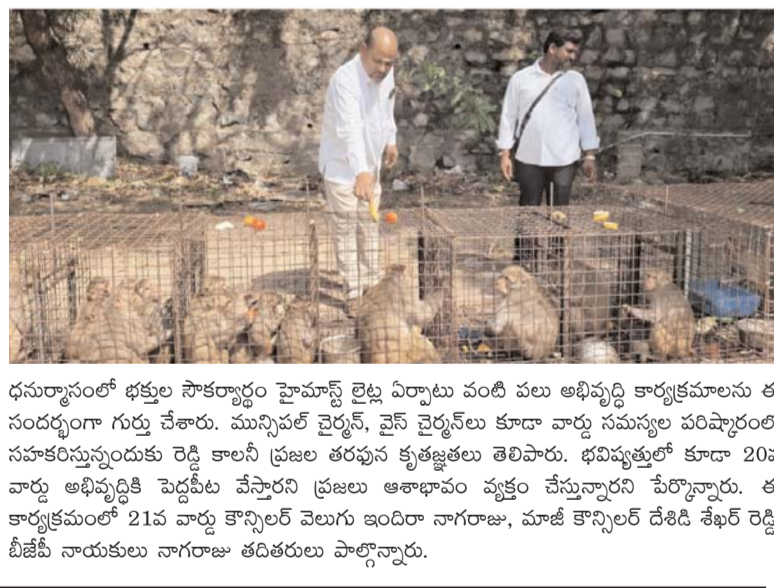 ధనుర్మాసంలో భక్తుల సౌకర్యార్థం హైమాస్ట్ లైట్ల ఏర్పాటు వంటి పలు అభివృద్ధి కార్యక్రమాలను ఈ
సందర్భంగా గుర్తు చేశారు. మున్సిపల్ చైర్మన్, వైస్ చైర్మన్‌లు కూడా వార్డు సమస్యల పరిష్కారంలో
సహకరిస్తున్నందుకు రెడ్డి కాలనీ ప్రజల తరఫున కృతజ్ఞతలు తెలిపారు. భవిష్యత్తులో కూడా 20వ
వార్డు అభివృద్ధికి పెద్దపీట వేస్తారని ప్రజలు ఆశాభావం వ్యక్తం చేస్తున్నారని పేర్కొన్నారు. ఈ
కార్యక్రమంలో 21వ వార్డు కౌన్సిలర్ వెలుగు ఇందిరా నాగరాజు, మాజీ కౌన్సిలర్ దేశిడి శేఖర్ రెడ్డి
బీజేపీ నాయకులు నాగరాజు తదితరులు పాల్గొన్నారు.